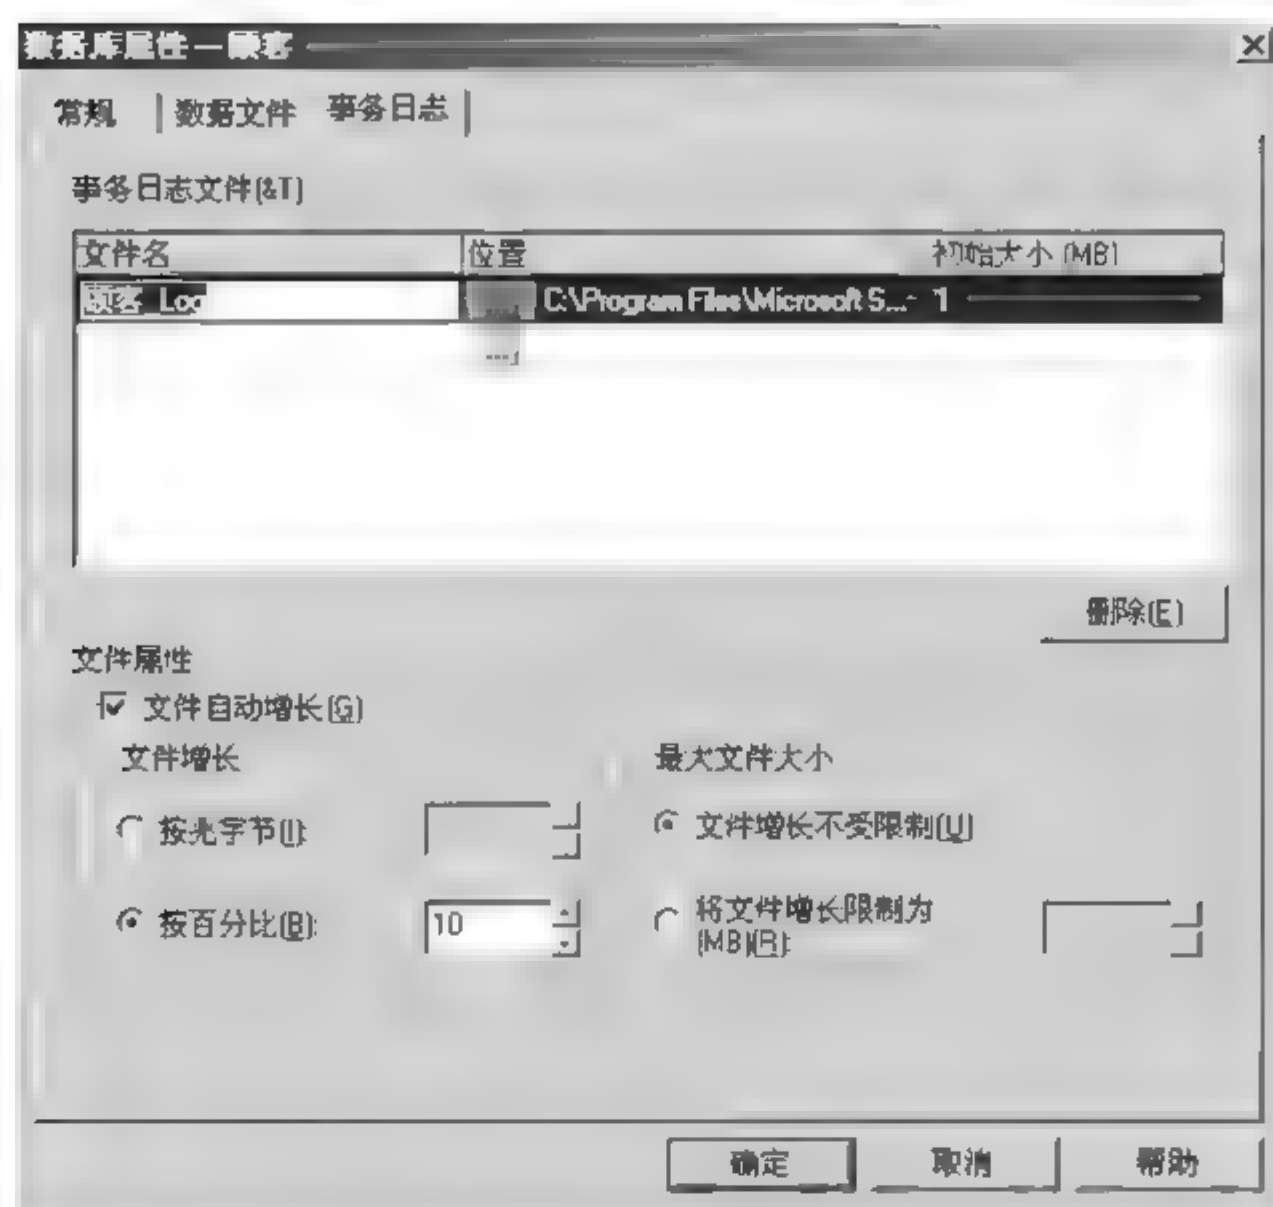 数据库属性－顾客
常规 数据文件 事务日志
事务日志文件(&T)
文件名 位置 初始大小 (MB)
顾客_Log ... C:\Program Files\Microsoft S... 1
...
删除(E)
文件属性
文件自动增长(G)
文件增长 最大文件大小
按兆字节(I): 文件增长不受限制(U)
按百分比(B): 10 将文件增长限制为
(MB)(R):
确定 取消 帮助